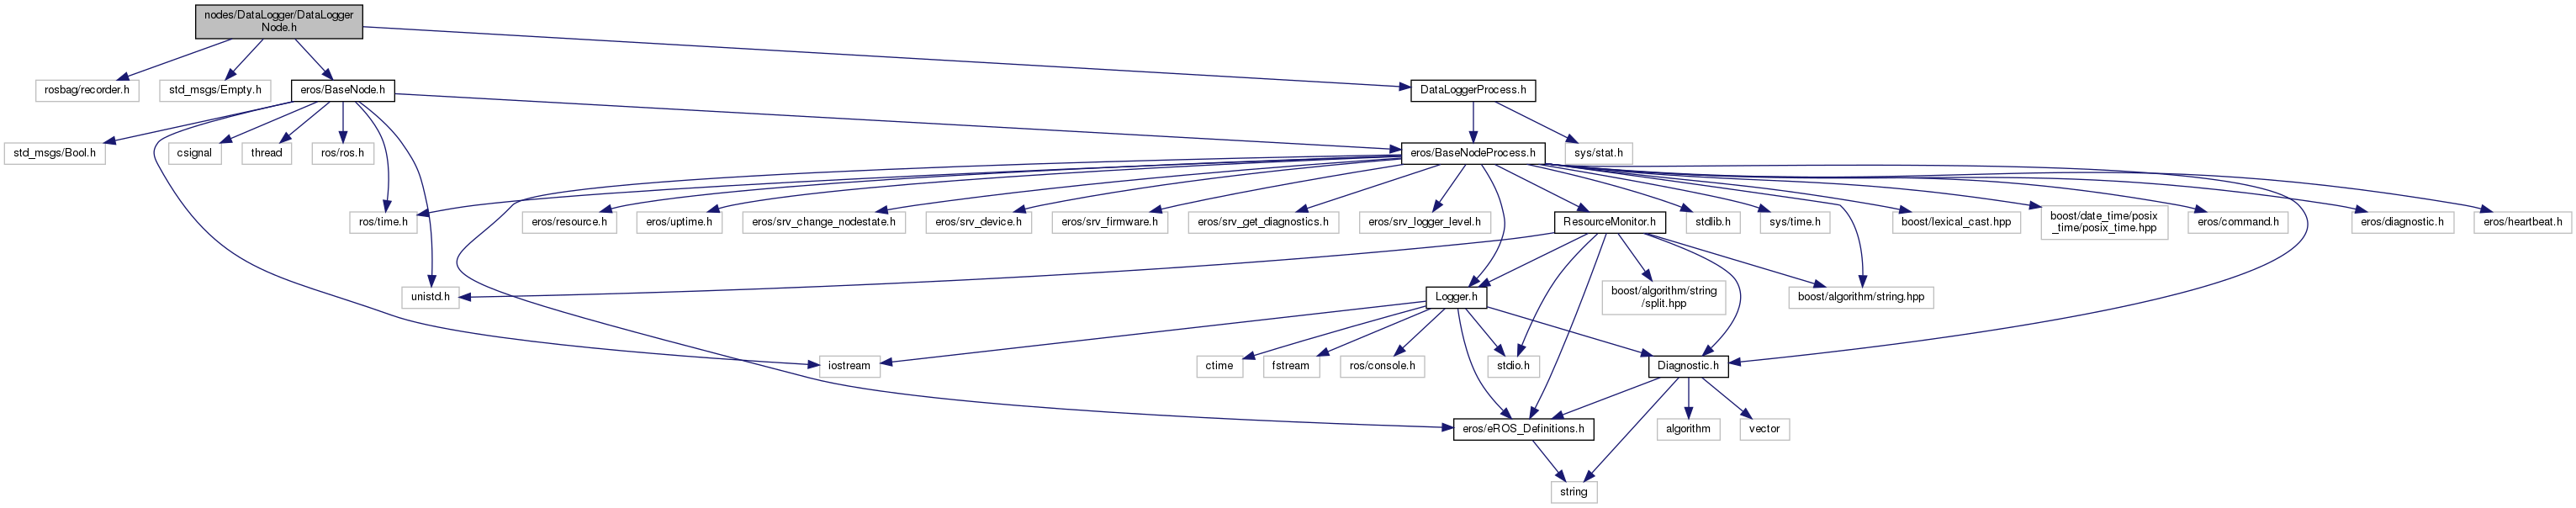 nodes/DataLogger/DataLogger
Node.h
rosbag/recorder.h
std_msgs/Empty.h
eros/BaseNode.h
DataLoggerProcess.h
std_msgs/Bool.h
csignal
thread
ros/ros.h
eros/BaseNodeProcess.h
sys/stat.h
ros/time.h
eros/resource.h
eros/uptime.h
eros/srv_change_nodestate.h
eros/srv_device.h
eros/srv_firmware.h
eros/srv_get_diagnostics.h
eros/srv_logger_level.h
ResourceMonitor.h
stdlib.h
sys/time.h
boost/lexical_cast.hpp
boost/date_time/posix
_time/posix_time.hpp
eros/command.h
eros/diagnostic.h
eros/heartbeat.h
unistd.h
Logger.h
boost/algorithm/string
/split.hpp
boost/algorithm/string.hpp
iostream
ctime
fstream
ros/console.h
stdio.h
Diagnostic.h
eros/eROS_Definitions.h
algorithm
vector
string